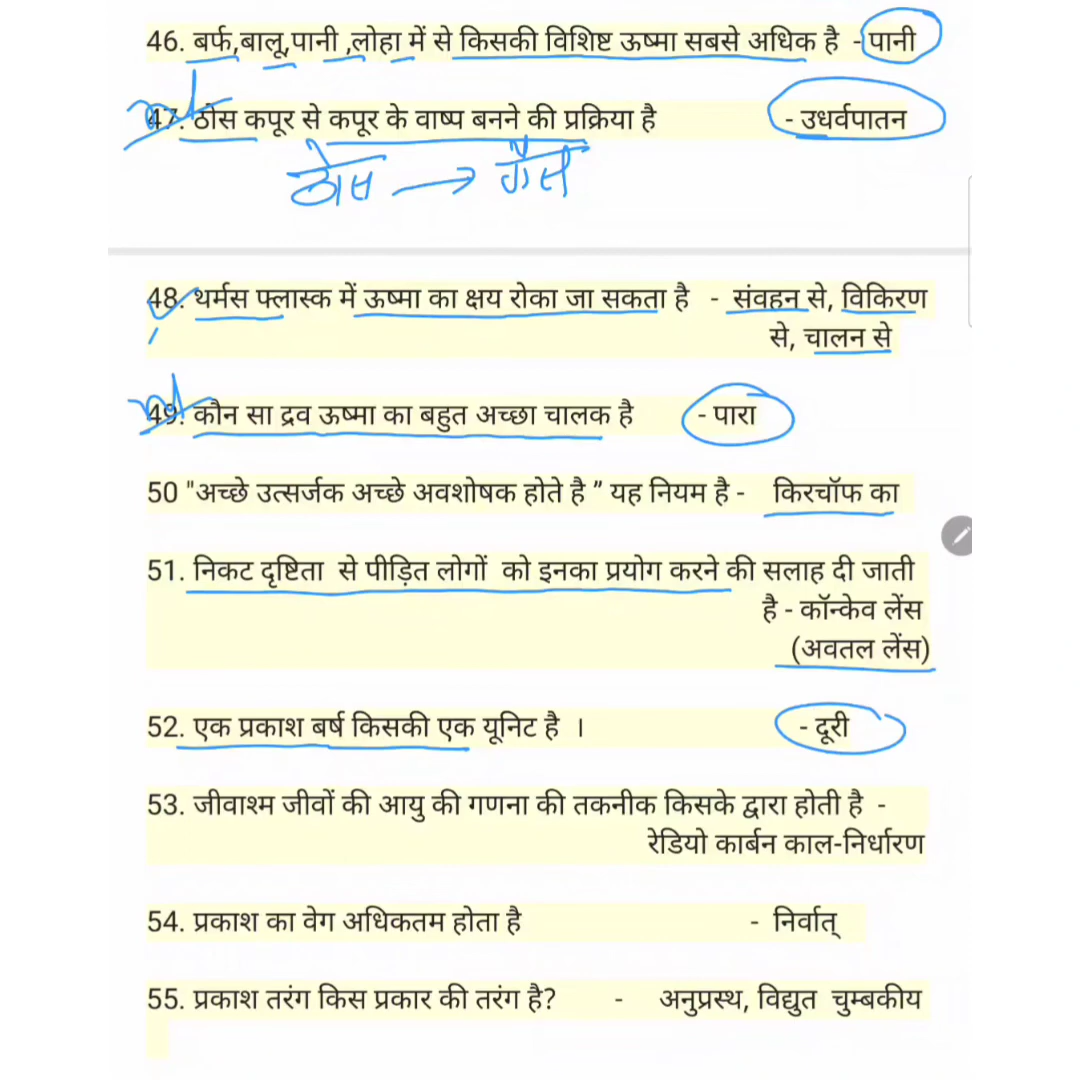 46. बर्फ,बालू,पानी ,लोहा में से किसकी विशिष्ट ऊष्मा सबसे अधिक है - पानी
47. ठोस कपूर से कपूर के वाष्प बनने की प्रक्रिया है - उधर्वपातन
ठोस → गैस
48. थर्मस फ्लास्क में ऊष्मा का क्षय रोका जा सकता है - संवहन से, विकिरण
से, चालन से
49. कौन सा द्रव ऊष्मा का बहुत अच्छा चालक है - पारा
50 "अच्छे उत्सर्जक अच्छे अवशोषक होते है ” यह नियम है - किरचॉफ का
51. निकट दृष्टिता से पीड़ित लोगों को इनका प्रयोग करने की सलाह दी जाती
है - कॉन्केव लेंस
(अवतल लेंस)
52. एक प्रकाश बर्ष किसकी एक यूनिट है । - दूरी
53. जीवाश्म जीवों की आयु की गणना की तकनीक किसके द्वारा होती है -
रेडियो कार्बन काल-निर्धारण
54. प्रकाश का वेग अधिकतम होता है - निर्वात्
55. प्रकाश तरंग किस प्रकार की तरंग है? - अनुप्रस्थ, विद्युत चुम्बकीय